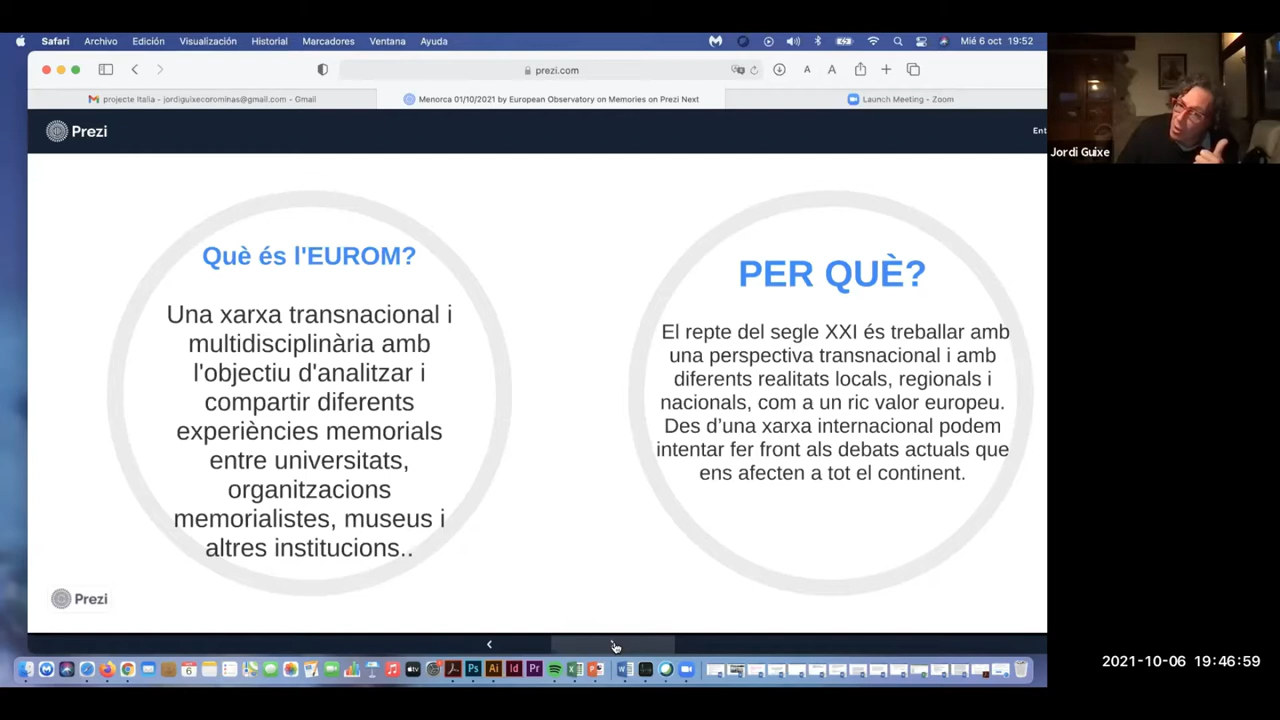 Safari Archivo Edición Visualización Historial Marcadores Ventana Ayuda
Mié 6 oct 19:52
prezi.com
A A
projecte Italia - jordiguixecorominas@gmail.com - Gmail
Menorca 01/10/2021 by European Observatory on Memories on Prezi Next
Launch Meeting - Zoom
Prezi
Ent
Jordi Guixe
Què és l'EUROM?
Una xarxa transnacional i
multidisciplinària amb
l'objectiu d'analitzar i
compartir diferents
experiències memorials
entre universitats,
organitzacions
memorialistes, museus i
altres institucions..
PER QUÈ?
El repte del segle XXI és treballar amb
una perspectiva transnacional i amb
diferents realitats locals, regionals i
nacionals, com a un ric valor europeu.
Des d’una xarxa internacional podem
intentar fer front als debats actuals que
ens afecten a tot el continent.
Prezi
Ps Ai Id Pr
2021-10-06 19:46:59